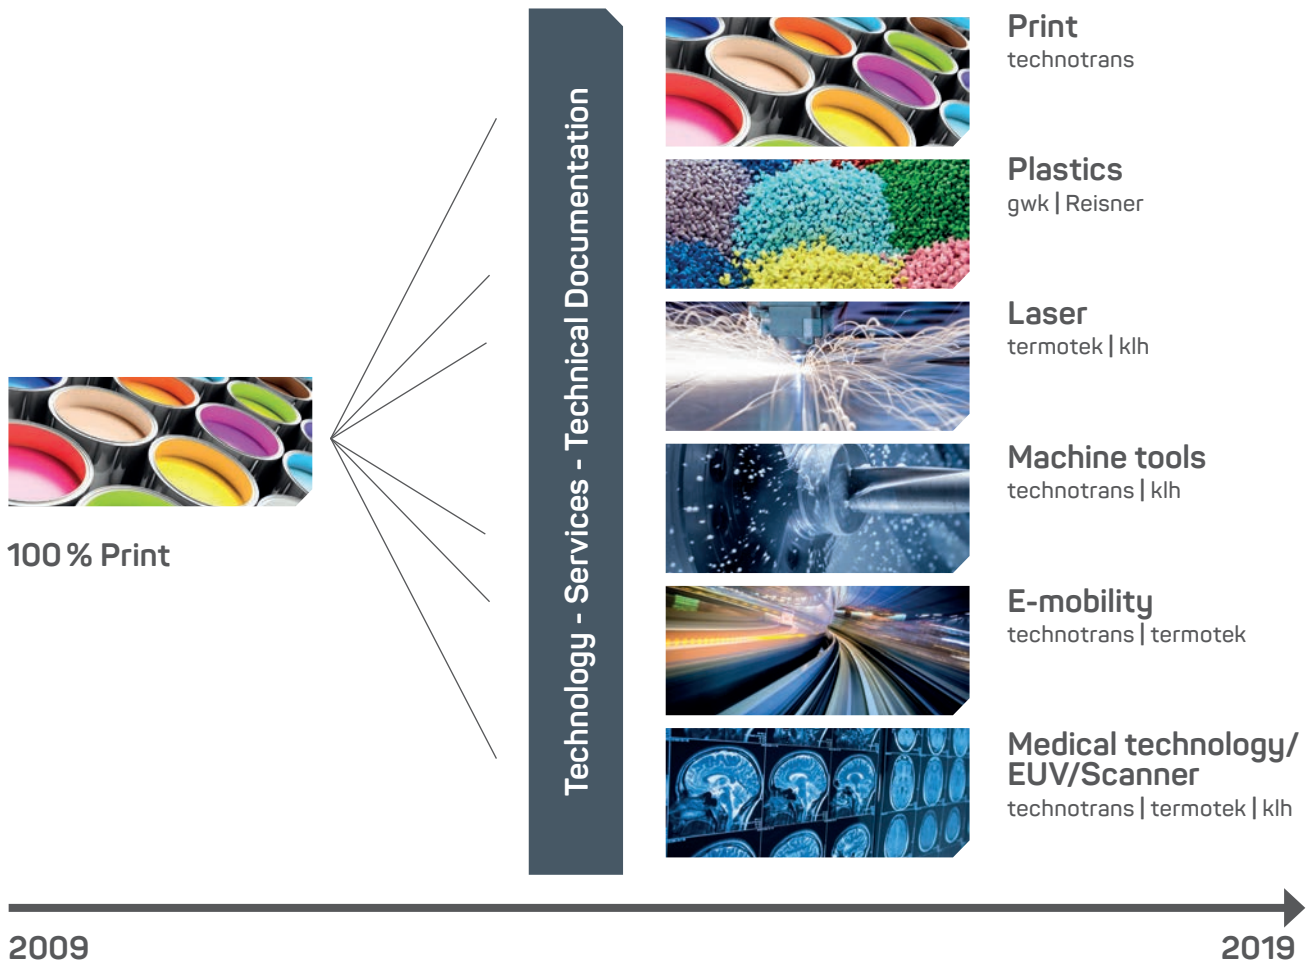 100 % Print
Technology - Services - Technical Documentation
Print
technotrans
Plastics
gwk | Reisner
Laser
termotek | klh
Machine tools
technotrans | klh
E-mobility
technotrans | termotek
Medical technology/
EUV/Scanner
technotrans | termotek | klh
2009
2019